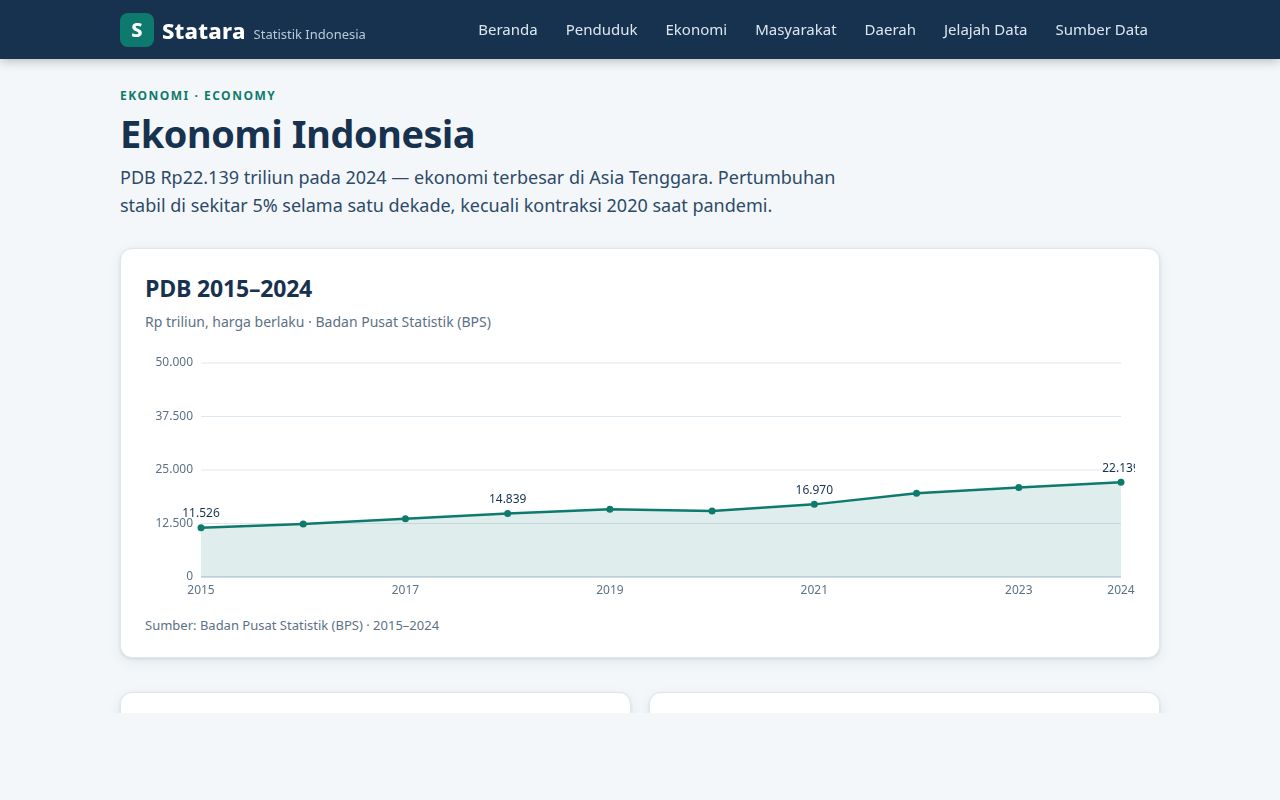 S Statara Statistik Indonesia Beranda Penduduk Ekonomi Masyarakat Daerah Jelajah Data Sumber Data
EKONOMI · ECONOMY
Ekonomi Indonesia
PDB Rp22.139 triliun pada 2024 — ekonomi terbesar di Asia Tenggara. Pertumbuhan
stabil di sekitar 5% selama satu dekade, kecuali kontraksi 2020 saat pandemi.
PDB 2015–2024
Rp triliun, harga berlaku · Badan Pusat Statistik (BPS)
50.000
37.500
25.000
22.139
16.970
14.839
11.526
12.500
0
2015 2017 2019 2021 2023 2024
Sumber: Badan Pusat Statistik (BPS) · 2015–2024